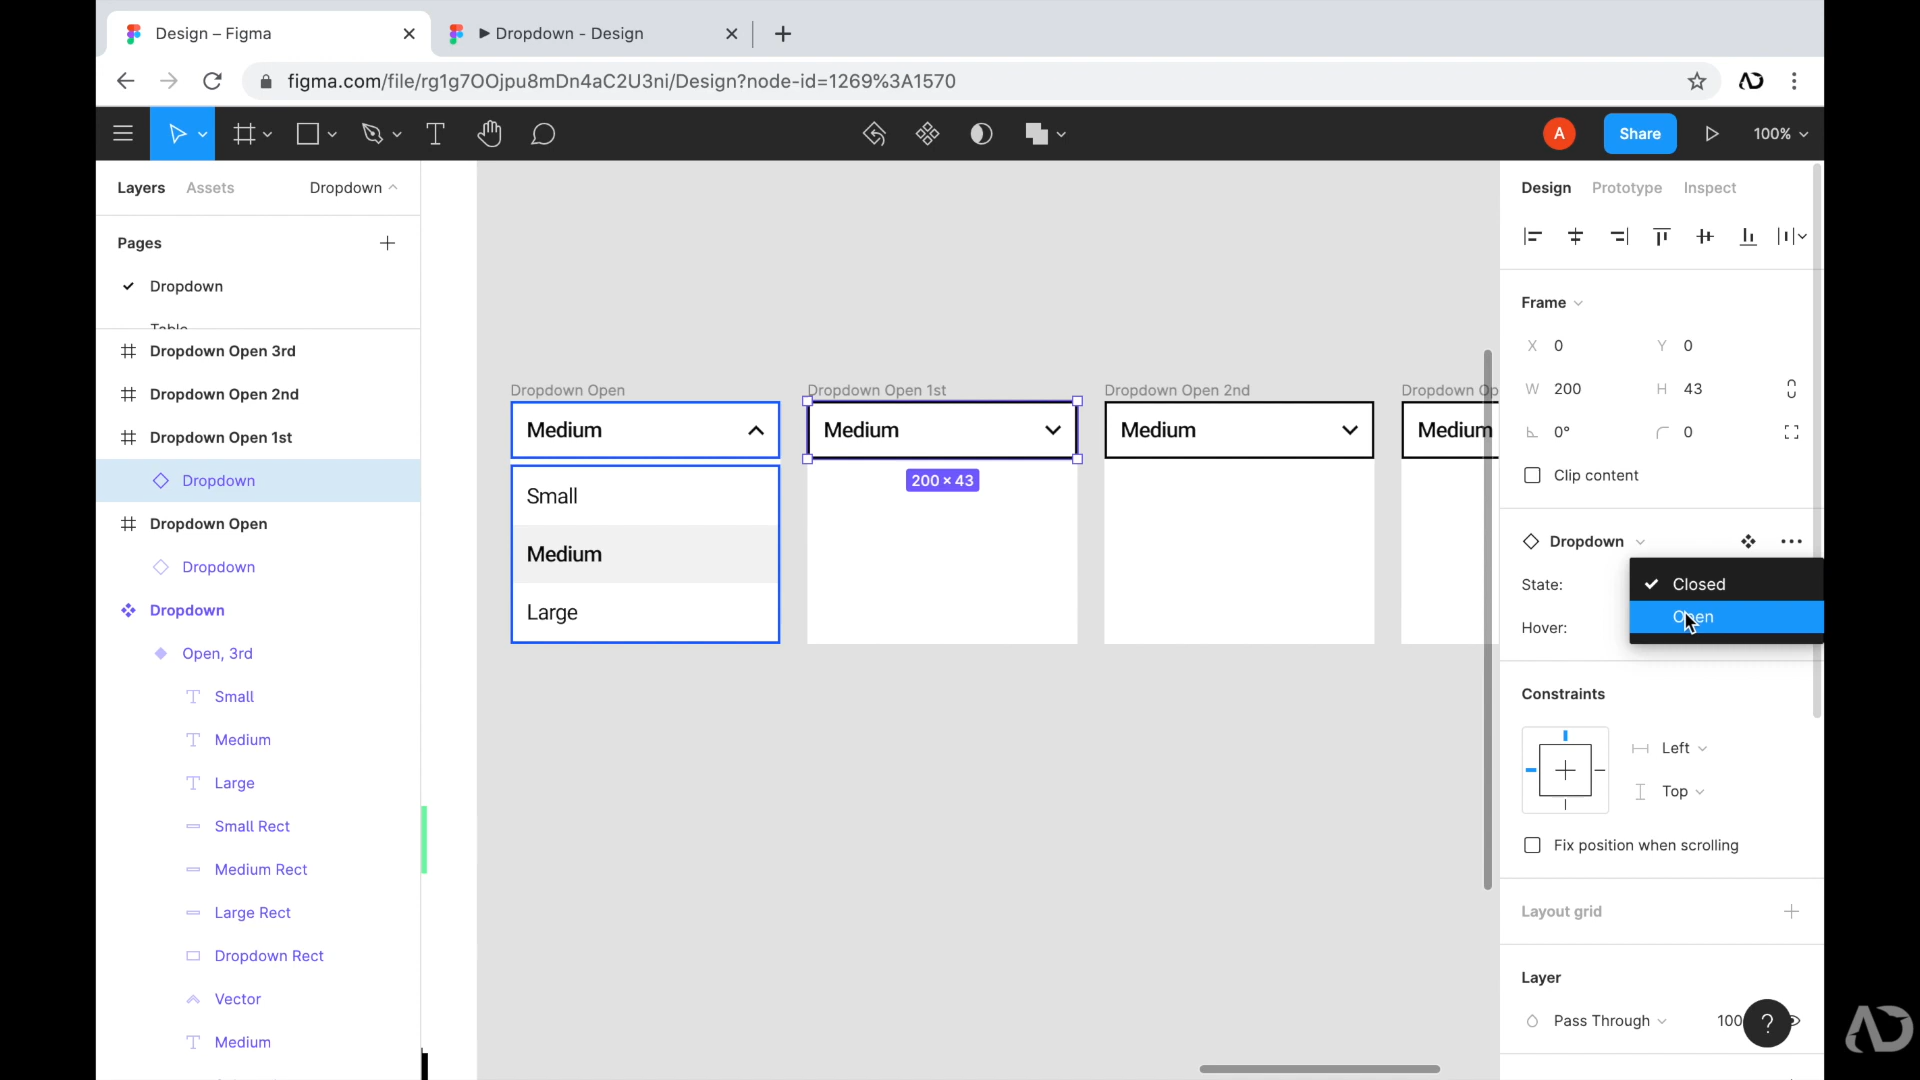 Design – Figma
▶ Dropdown - Design
figma.com/file/rg1g7OOjpu8mDn4aC2U3ni/Design?node-id=1269%3A1570
A
Share
100%
Layers
Assets
Dropdown
Design
Prototype
Inspect
Pages
Dropdown
Table
Dropdown Open 3rd
Dropdown Open 2nd
Dropdown Open 1st
Dropdown
Dropdown Open
Dropdown
Dropdown
Open, 3rd
Small
Medium
Large
Small Rect
Medium Rect
Large Rect
Dropdown Rect
Vector
Medium
Dropdown Open
Medium
Small
Medium
Large
Dropdown Open 1st
Medium
200 × 43
Dropdown Open 2nd
Medium
Dropdown Op
Medium
Frame
X 0
Y 0
W 200
H 43
0°
0
Clip content
Dropdown
State:
Closed
Open
Hover:
Constraints
Left
Top
Fix position when scrolling
Layout grid
Layer
Pass Through
100
?